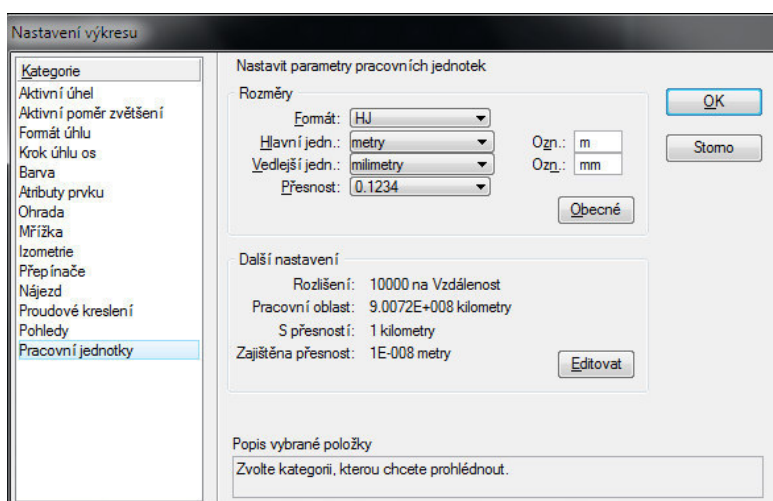 Nastavení výkresu
Kategorie
Aktivní úhel
Aktivní poměr zvětšení
Formát úhlu
Krok úhlu os
Barva
Atributy prvku
Ohrada
Mřížka
Izometrie
Přepínače
Nájezd
Proudové kreslení
Pohledy
Pracovní jednotky
Nastavit parametry pracovních jednotek
Rozměry
Formát: HJ
Hlavní jedn.: metry Ozn.: m
Vedlejší jedn.: milimetry Ozn.: mm
Přesnost: 0.1234
Obecné
Další nastavení
Rozlišení: 10000 na Vzdálenost
Pracovní oblast: 9.0072E+008 kilometry
S přesností: 1 kilometry
Zajištěna přesnost: 1E-008 metry
Editovat
Popis vybrané položky
Zvolte kategorii, kterou chcete prohlédnout.
OK
Storno